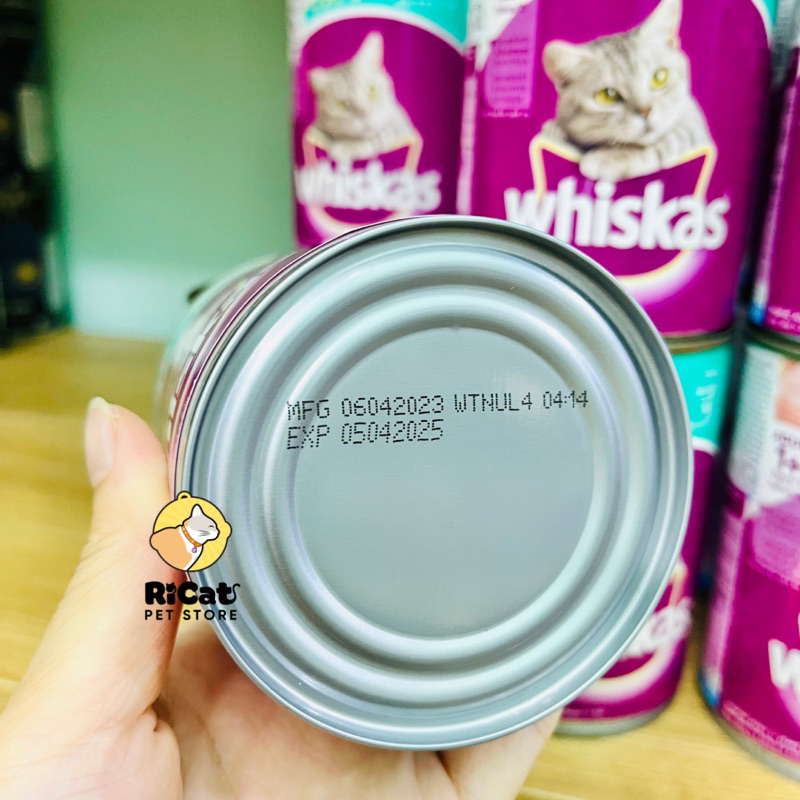 whiskas
whiskas
MFG 06042023 WTNUL4 04:14
EXP 05042025
RiCat
PET STORE